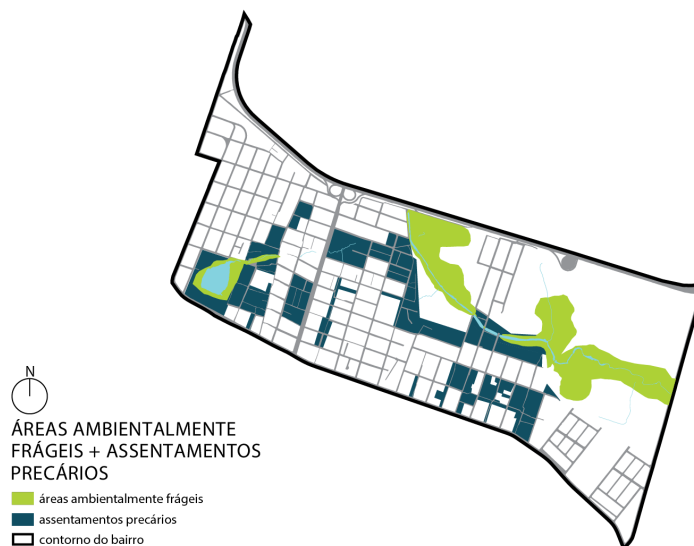 N
ÁREAS AMBIENTALMENTE
FRÁGEIS + ASSENTAMENTOS
PRECÁRIOS
áreas ambientalmente frágeis
assentamentos precários
contorno do bairro